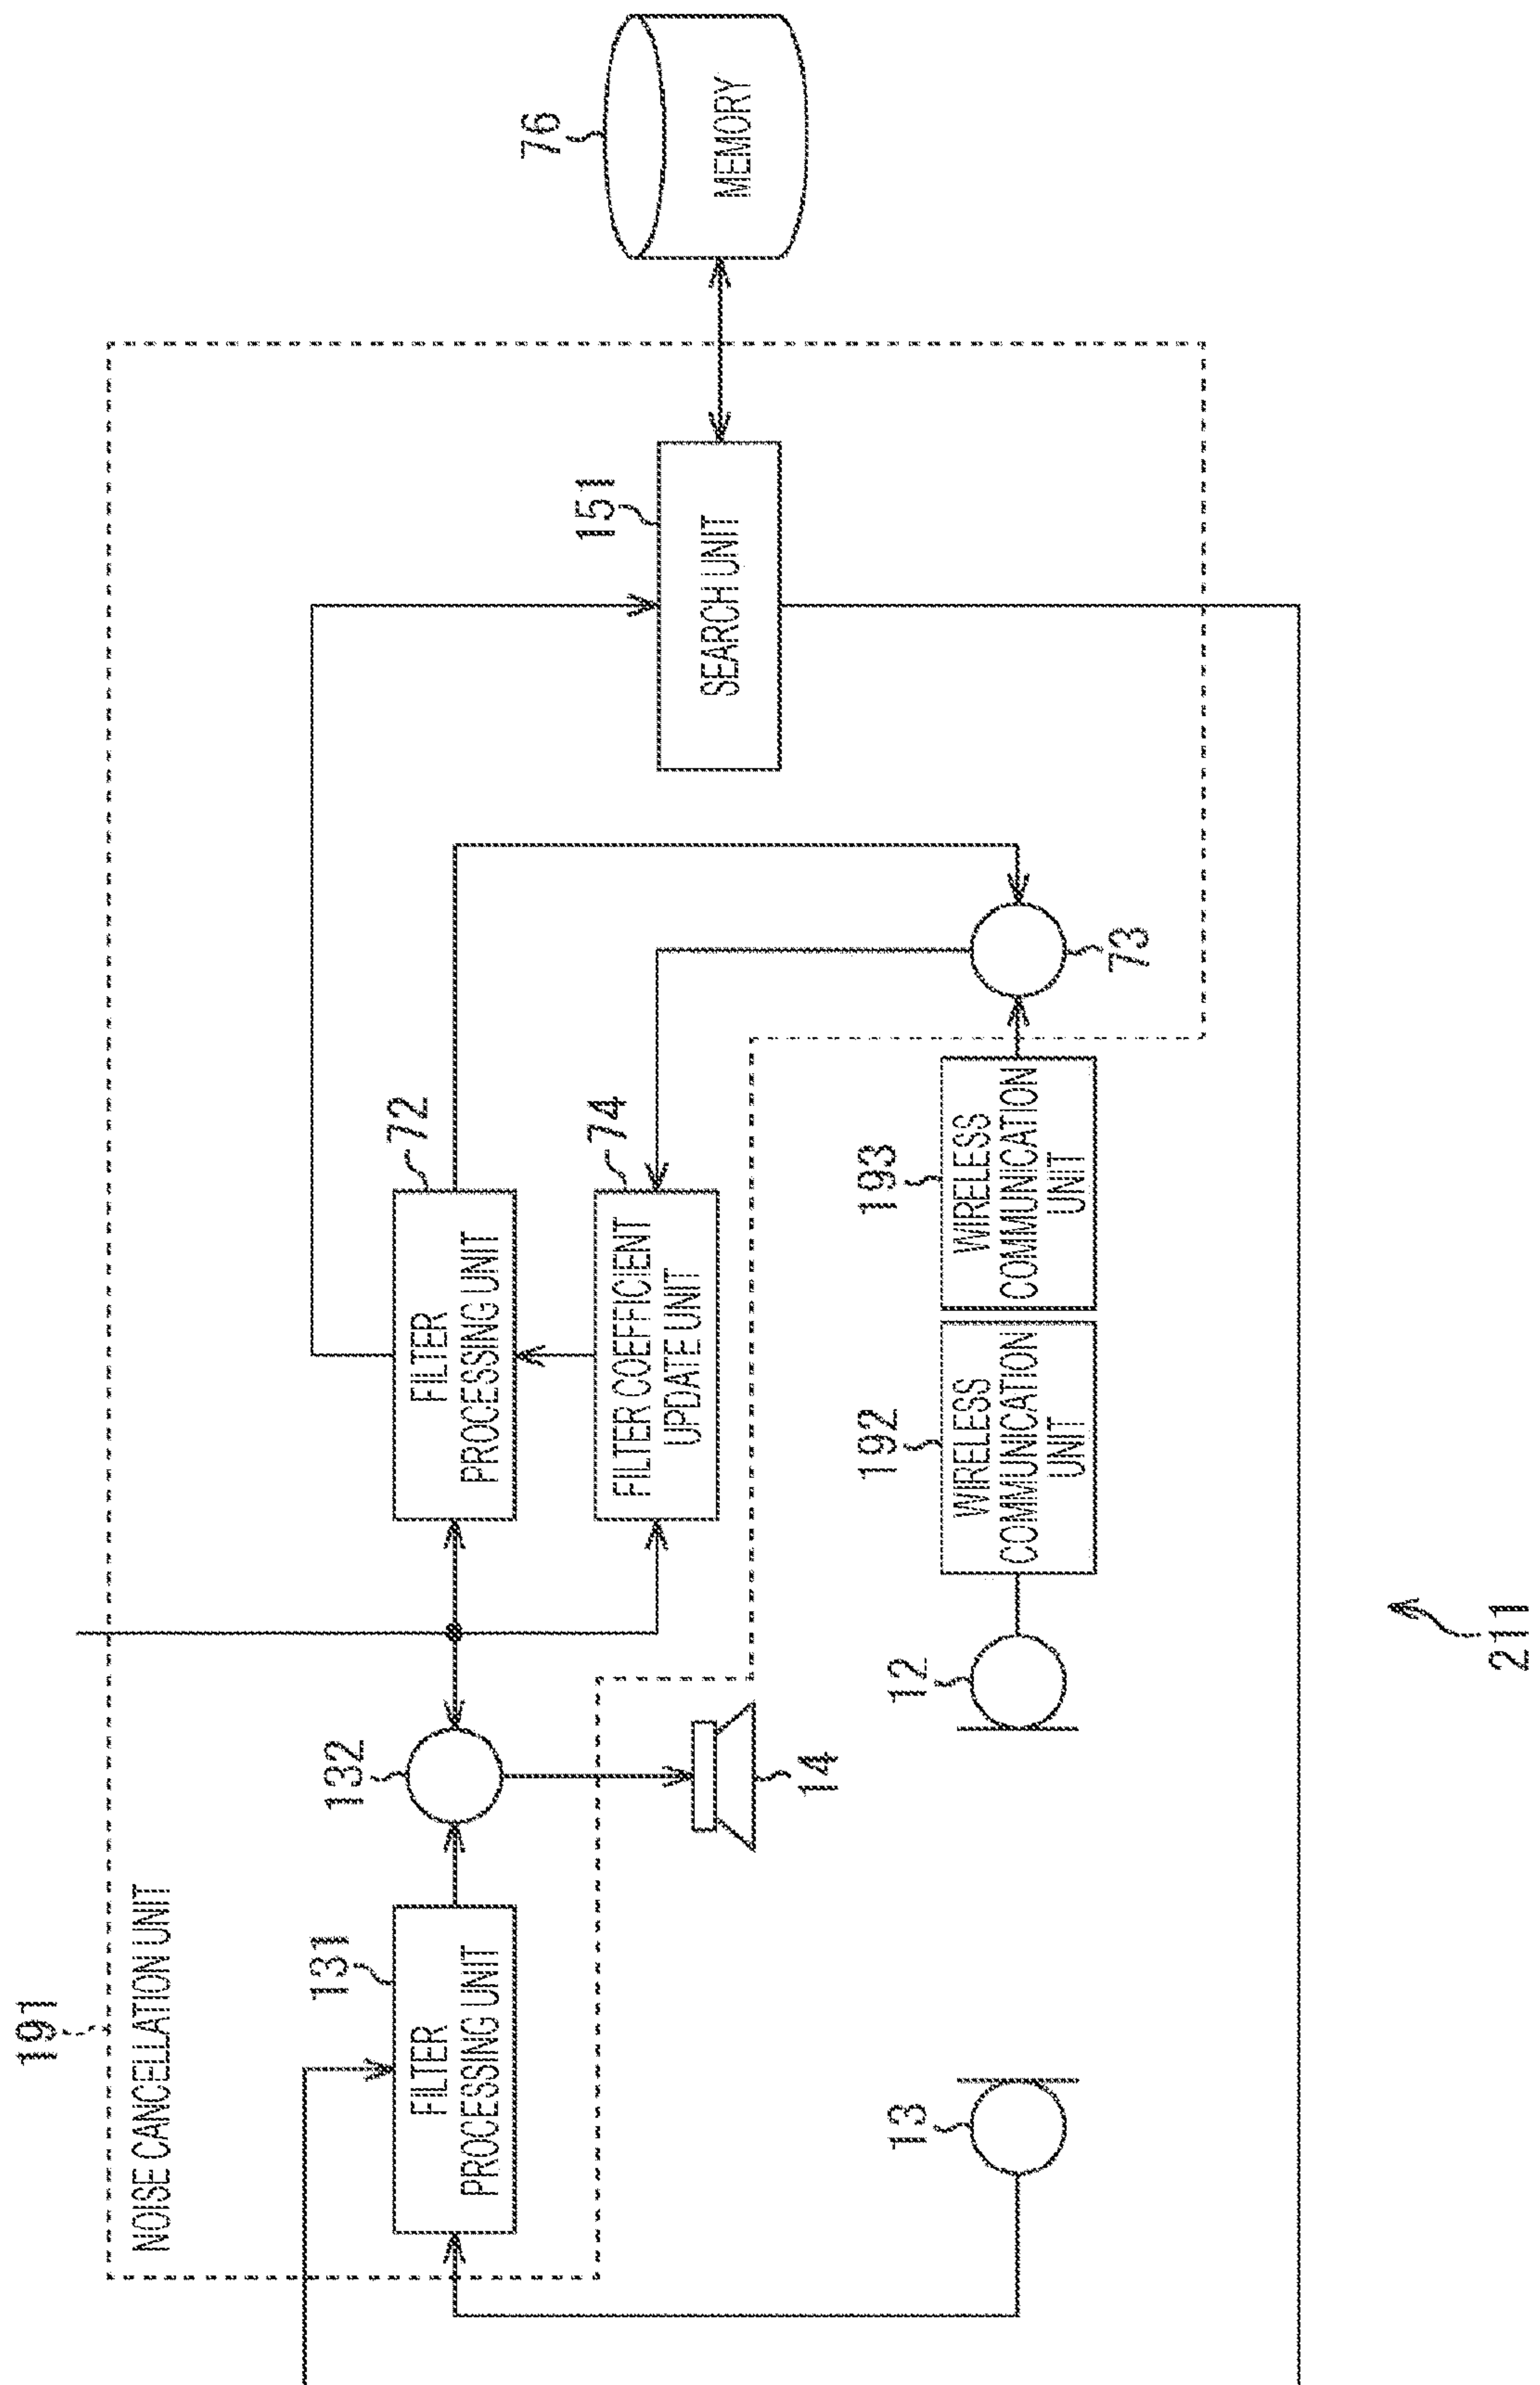 191
NOISE CANCELLATION UNIT
131
FILTER
PROCESSING UNIT
132
72
FILTER
PROCESSING UNIT
74
FILTER COEFFICIENT
UPDATE UNIT
151
SEARCH UNIT
76
MEMORY
14
13
12
192
WIRELESS
COMMUNICATION
UNIT
193
WIRELESS
COMMUNICATION
UNIT
73
211